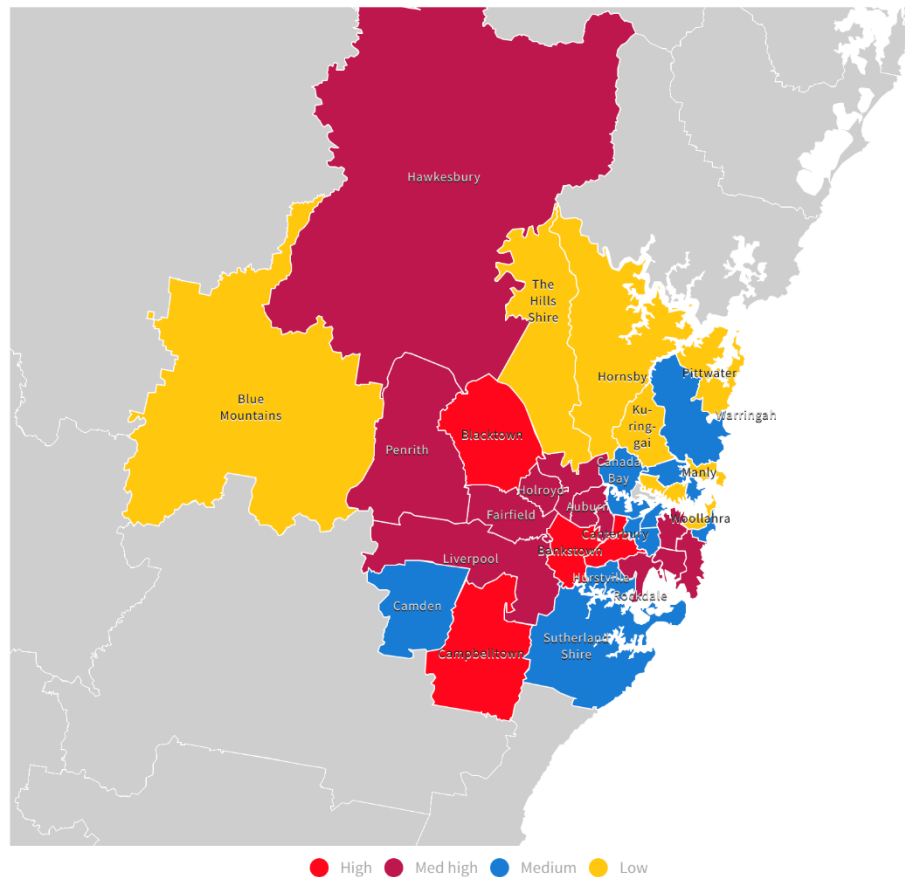 Hawkesbury
The
Hills
Shire
Hornsby
Pittwater
Blue
Mountains
Ku-
ring-
gai
Warringah
Blacktown
Penrith
Canada
Bay
Manly
Holroyd
Auburn
Fairfield
Woollahra
Canterbury
Bankstown
Liverpool
Hurstville
Rockdale
Camden
Sutherland
Shire
Campbelltown
High
Med high
Medium
Low